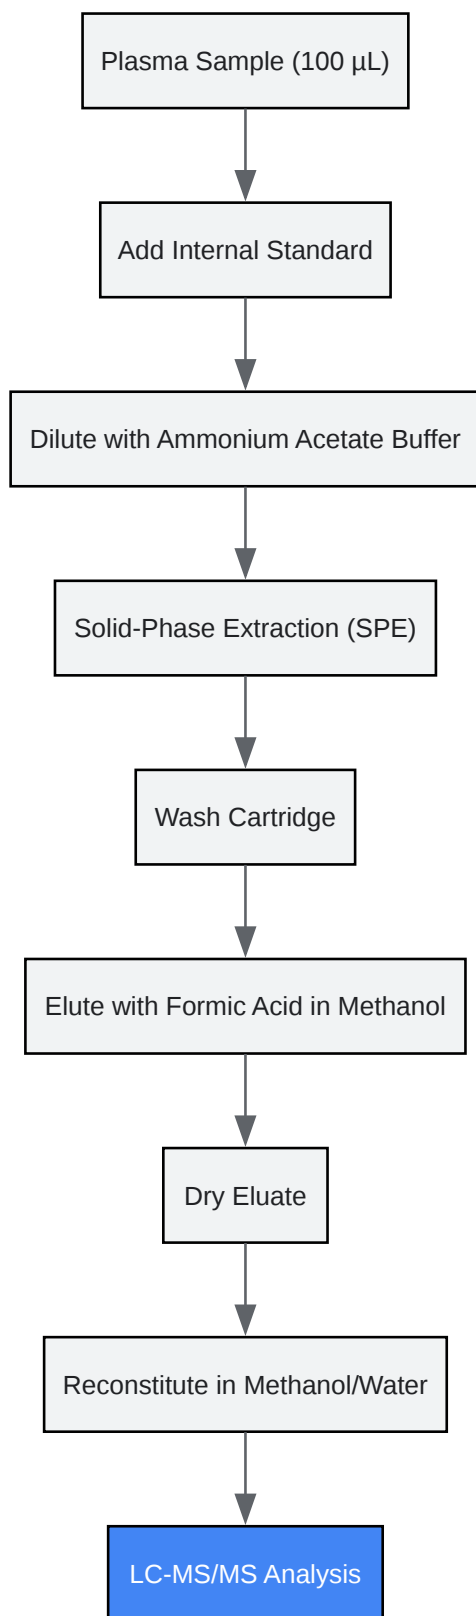 Plasma Sample (100 µL)
Add Internal Standard
Dilute with Ammonium Acetate Buffer
Solid-Phase Extraction (SPE)
Wash Cartridge
Elute with Formic Acid in Methanol
Dry Eluate
Reconstitute in Methanol/Water
LC-MS/MS Analysis